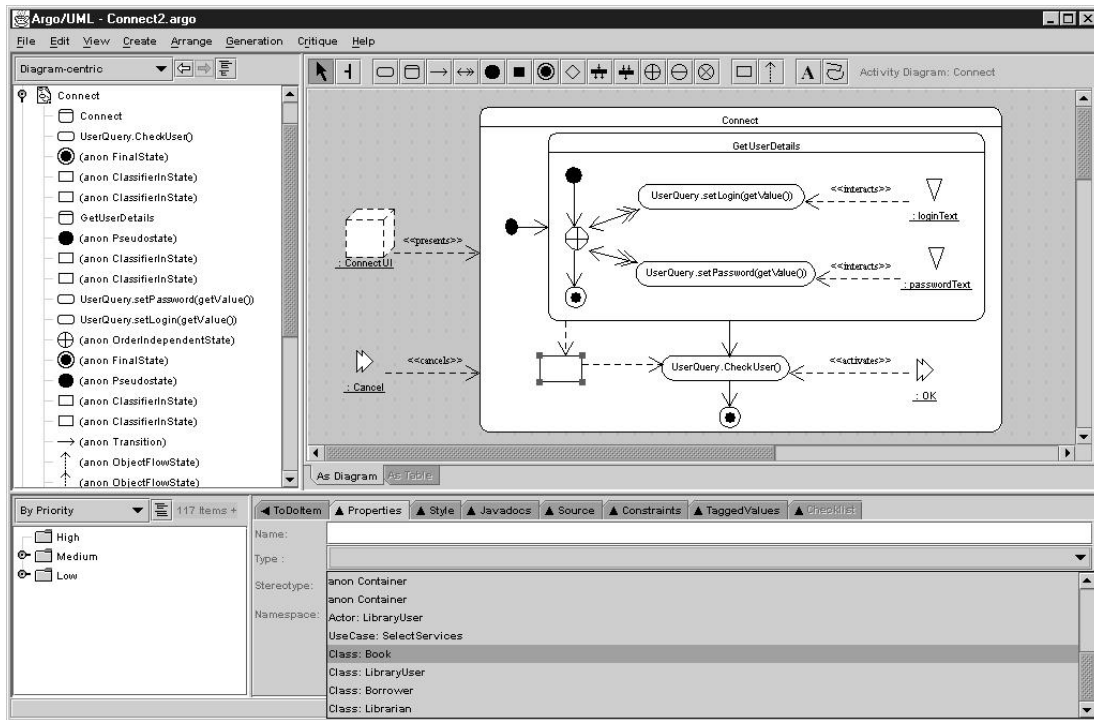 Argo/UML - Connect2.argo
File Edit View Create Arrange Generation Critique Help
Diagram-centric
Activity Diagram: Connect
Connect
Connect
UserQuery.CheckUser()
(anon FinalState)
(anon ClassifierInState)
(anon ClassifierInState)
GetUserDetails
(anon Pseudostate)
(anon ClassifierInState)
(anon ClassifierInState)
UserQuery.setPassword(getValue())
UserQuery.setLogin(getValue())
(anon OrderIndependentState)
(anon FinalState)
(anon Pseudostate)
(anon ClassifierInState)
(anon ClassifierInState)
(anon Transition)
(anon ObjectFlowState)
(anon ObjectFlowState)
Connect
GetUserDetails
UserQuery.setLogin(getValue())
<<interacts>>
: loginText
<<presents>>
: ConnectUI
UserQuery.setPassword(getValue())
<<interacts>>
: passwordText
<<cancels>>
: Cancel
UserQuery.CheckUser()
<<activates>>
: OK
As Diagram As Table
By Priority 117 Items +
High
Medium
Low
ToDoItem Properties Style Javadocs Source Constraints TaggedValues Checklist
Name:
Type :
Stereotype:
Namespace:
anon Container
anon Container
Actor: LibraryUser
UseCase: SelectServices
Class: Book
Class: LibraryUser
Class: Borrower
Class: Librarian